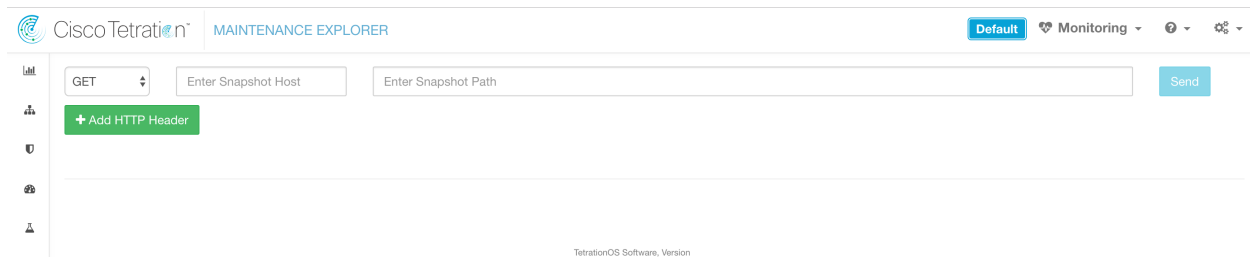 Cisco Tetration™ MAINTENANCE EXPLORER Default Monitoring
GET Enter Snapshot Host Enter Snapshot Path Send
+ Add HTTP Header
TetrationOS Software, Version